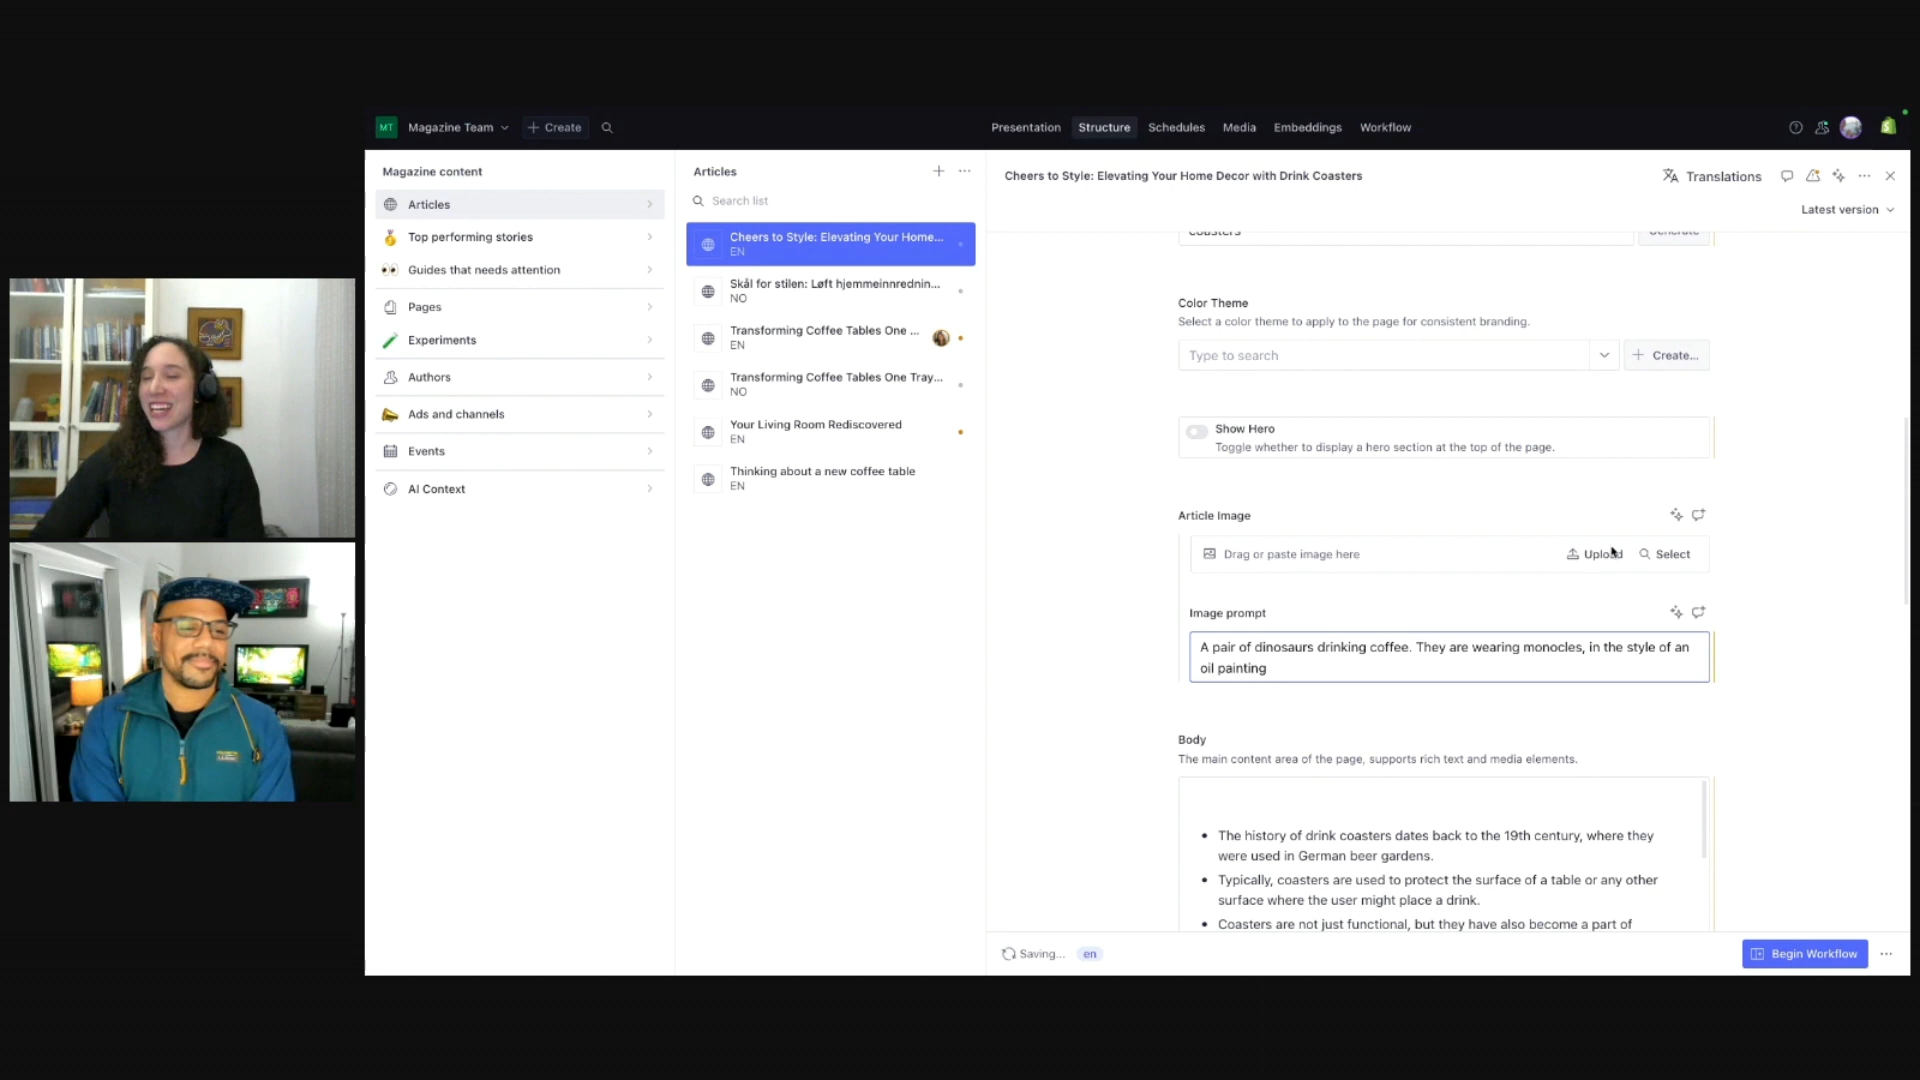 MT Magazine Team
Create
Presentation
Structure
Schedules
Media
Embeddings
Workflow
Magazine content
Articles
Top performing stories
Guides that needs attention
Pages
Experiments
Authors
Ads and channels
Events
AI Context
Articles
Search list
Cheers to Style: Elevating Your Home...
EN
Skål for stilen: Løft hjemmeinnrednin...
NO
Transforming Coffee Tables One ...
EN
Transforming Coffee Tables One Tray...
NO
Your Living Room Rediscovered
EN
Thinking about a new coffee table
EN
Cheers to Style: Elevating Your Home Decor with Drink Coasters
Translations
Latest version
coasters
Generate
Color Theme
Select a color theme to apply to the page for consistent branding.
Type to search
Create...
Show Hero
Toggle whether to display a hero section at the top of the page.
Article Image
Drag or paste image here
Upload
Select
Image prompt
A pair of dinosaurs drinking coffee. They are wearing monocles, in the style of an
oil painting
Body
The main content area of the page, supports rich text and media elements.
The history of drink coasters dates back to the 19th century, where they
were used in German beer gardens.
Typically, coasters are used to protect the surface of a table or any other
surface where the user might place a drink.
Coasters are not just functional, but they have also become a part of
Saving...
en
Begin Workflow